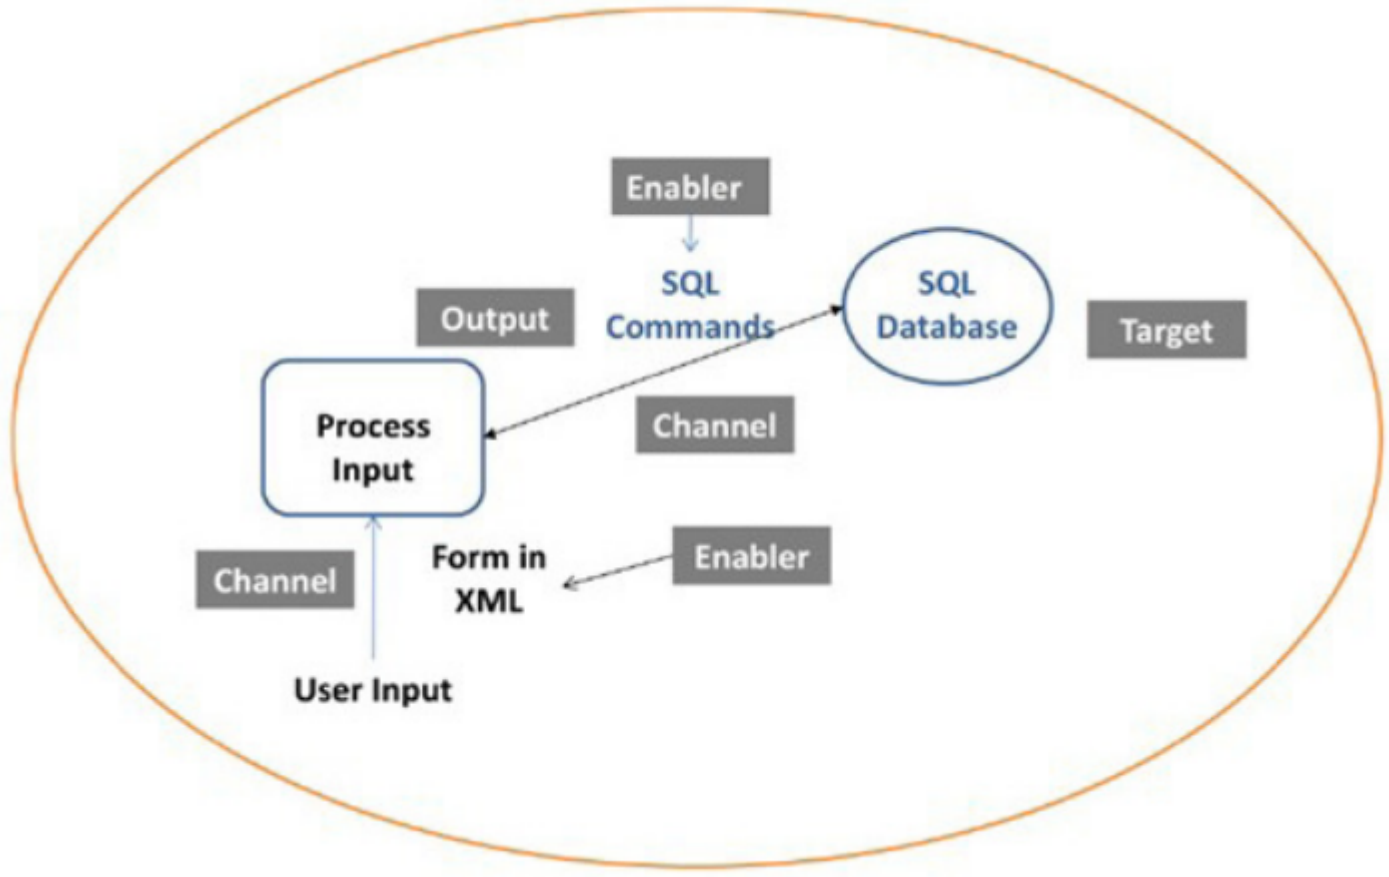 Enabler
SQL
Commands
SQL
Database
Output
Target
Process
Input
Channel
Channel
Form in
XML
Enabler
User Input